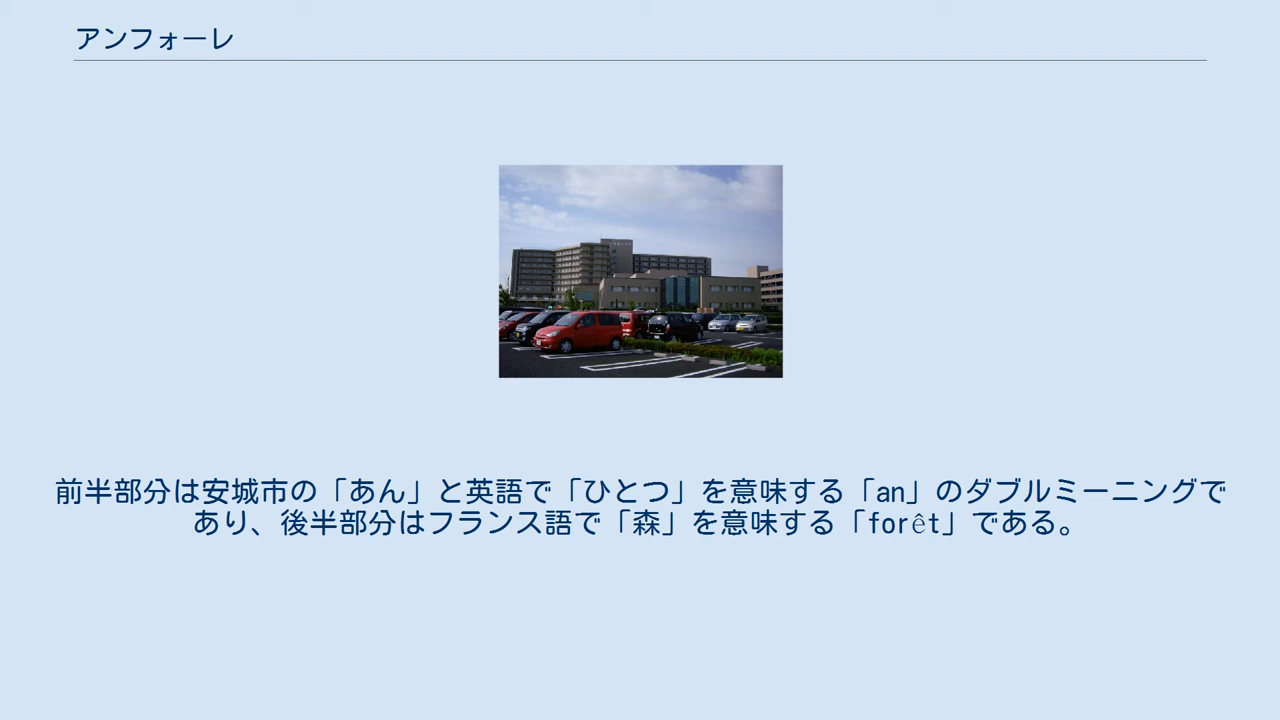 アンフォーレ
前半部分は安城市の「あん」と英語で「ひとつ」を意味する「an」のダブルミーニングで
あり、後半部分はフランス語で「森」を意味する「forêt」である。